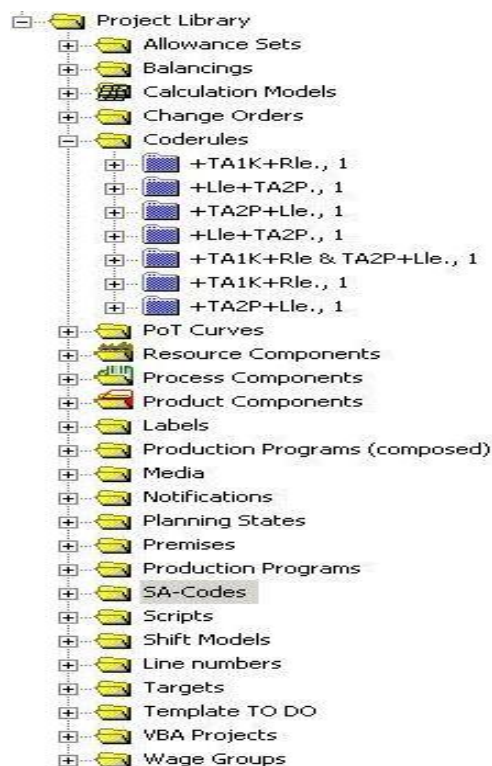 Project Library
Allowance Sets
Balancings
Calculation Models
Change Orders
Coderules
+TA1K+Rle., 1
+Lle+TA2P., 1
+TA2P+Lle., 1
+Lle+TA2P., 1
+TA1K+Rle & TA2P+Lle., 1
+TA1K+Rle., 1
+TA2P+Lle., 1
PoT Curves
Resource Components
Process Components
Product Components
Labels
Production Programs (composed)
Media
Notifications
Planning States
Premises
Production Programs
SA-Codes
Scripts
Shift Models
Line numbers
Targets
Template TO DO
VBA Projects
Wage Groups